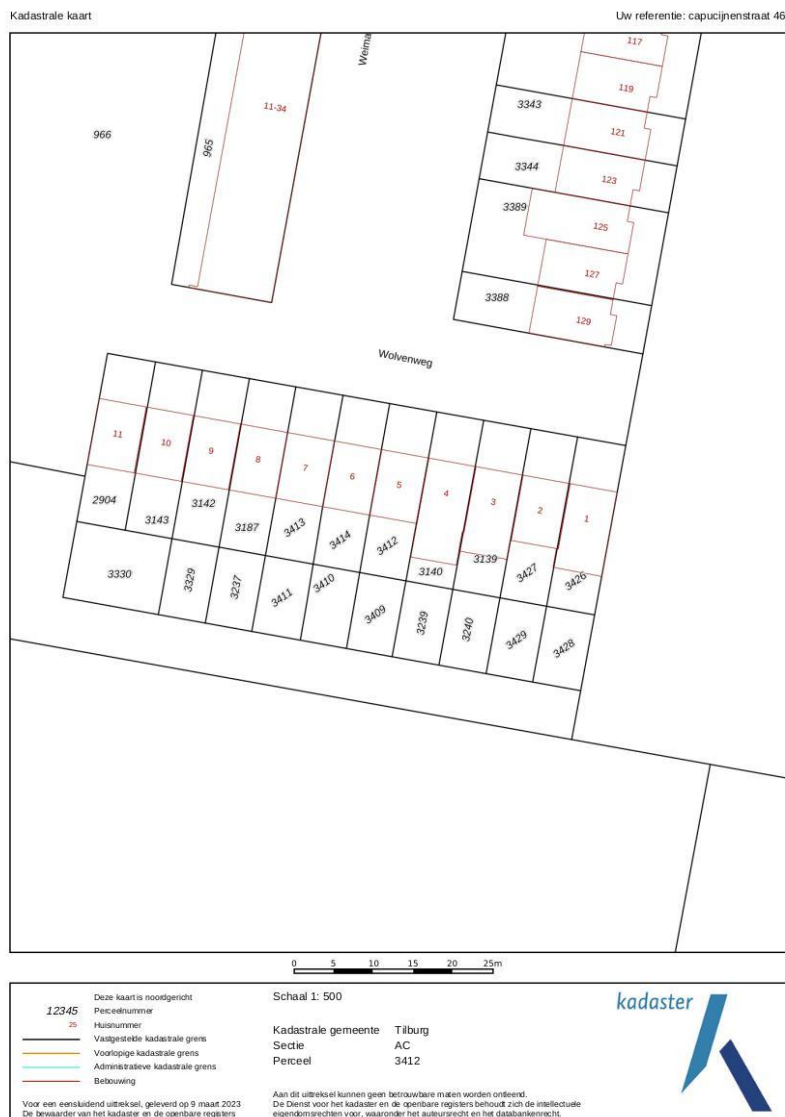 Kadastrale kaart
Uw referentie: capucijnenstraat 46
Weima
117
119
3343
121
3344
123
3389
125
127
3388
129
11-34
965
966
Wolvenweg
11
10
9
8
7
6
5
4
3
2
1
2904
3143
3142
3187
3413
3414
3412
3140
3139
3427
3426
3330
3329
3237
3411
3410
3409
3239
3240
3429
3428
0 5 10 15 20 25m
Deze kaart is noordgericht
12345 Perceelnummer
25 Huisnummer
Vastgestelde kadastrale grens
Voorlopige kadastrale grens
Administratieve kadastrale grens
Bebouwing
Voor een eensluidend uittreksel, geleverd op 9 maart 2023
De bewaarder van het kadaster en de openbare registers
Schaal 1: 500
Kadastrale gemeente Tilburg
Sectie AC
Perceel 3412
Aan dit uittreksel kunnen geen betrouwbare maten worden ontleend.
De Dienst voor het kadaster en de openbare registers behoudt zich de intellectuele
eigendomsrechten voor, waaronder het auteursrecht en het databankenrecht.
kadaster